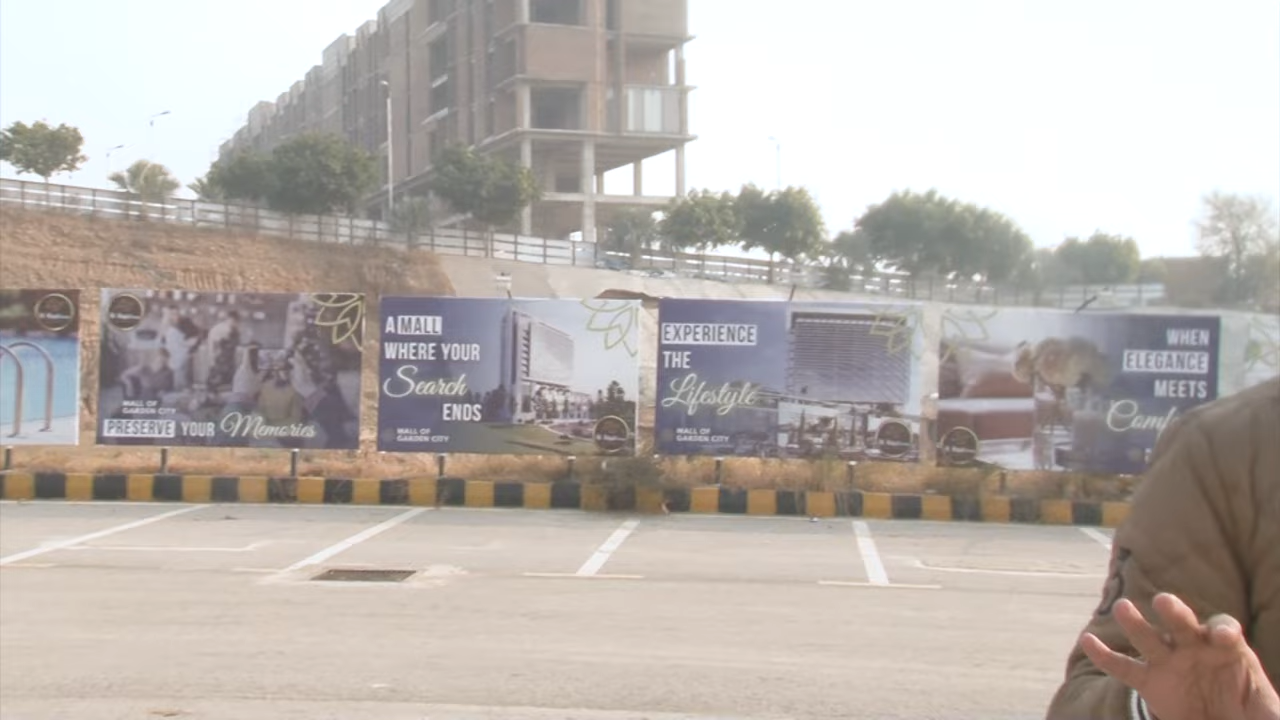 MALL OF
GARDEN CITY
PRESERVE YOUR Memories
A MALL
WHERE YOUR
Search
ENDS
MALL OF
GARDEN CITY
EXPERIENCE
THE
Lifestyle
MALL OF
GARDEN CITY
WHEN
ELEGANCE
MEETS